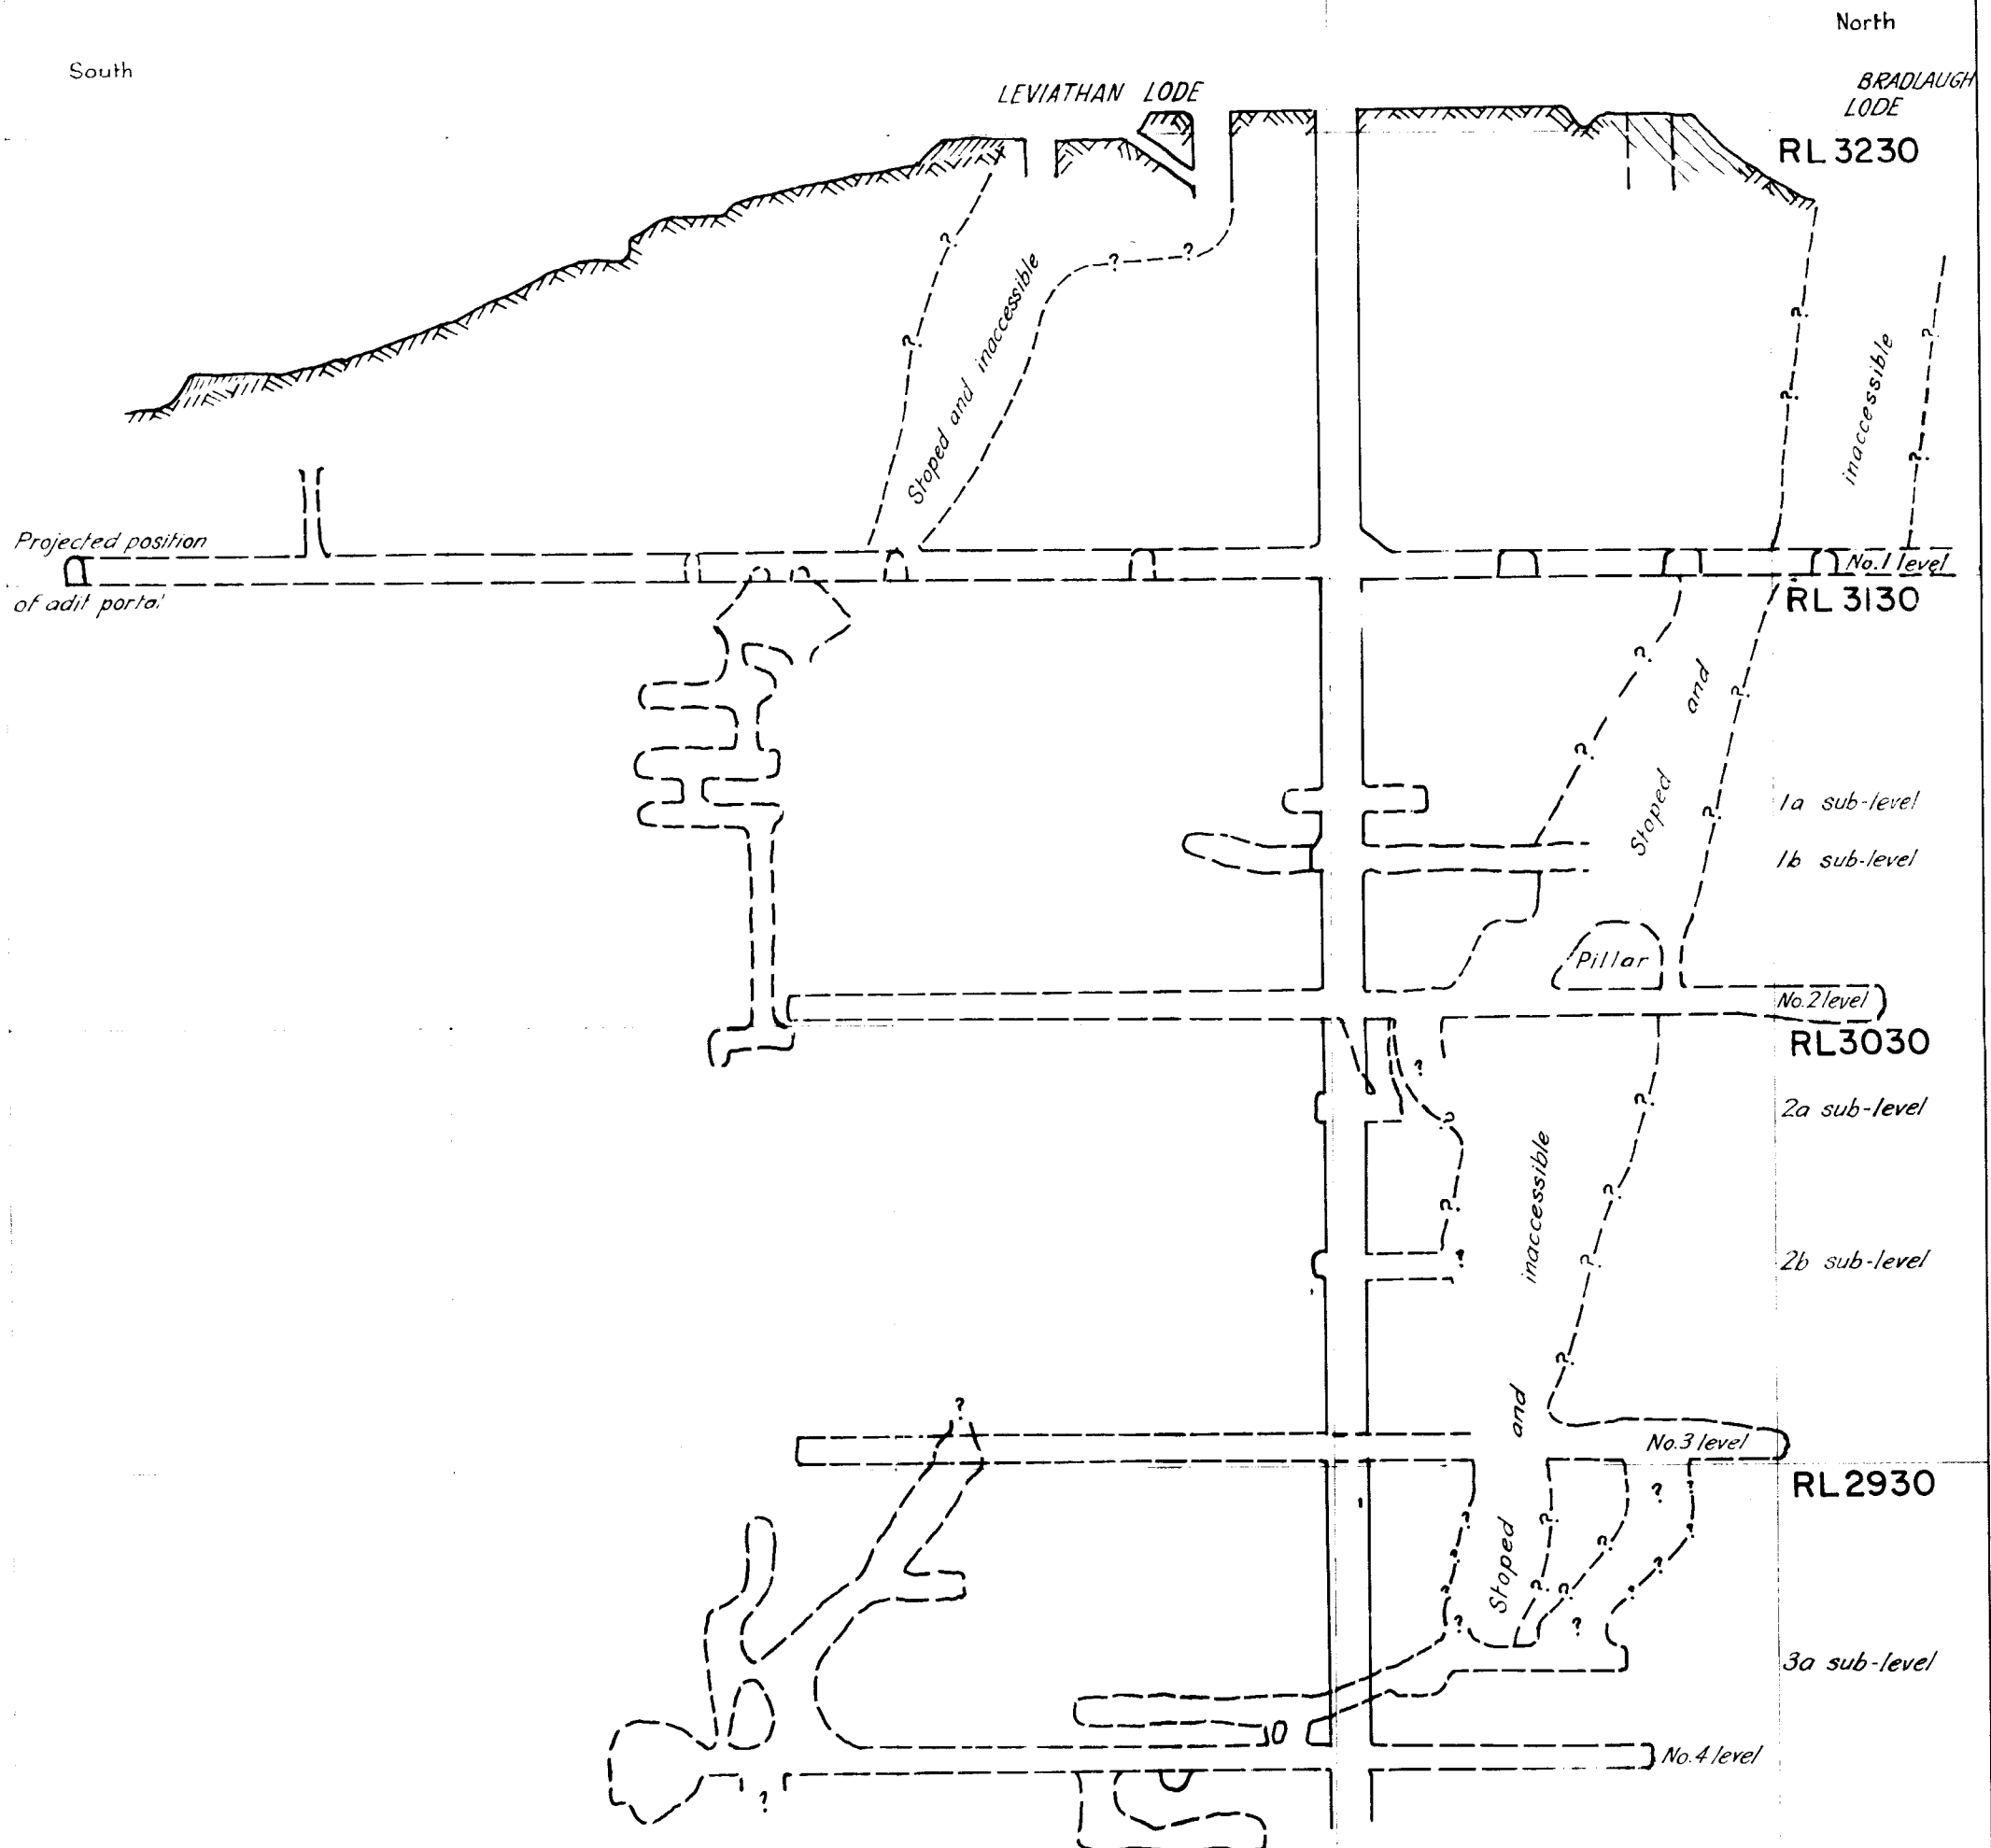 North
South
LEVIATHAN LODE
BRADLAUGH
LODE
RL 3230
Stoped and inaccessible
inaccessible
Projected position
of adit portal
No.1 level
RL 3130
and
Stoped
1a sub-level
1b sub-level
Pillar
No.2 level
RL3030
2a sub-level
inaccessible
2b sub-level
and
No.3 level
RL2930
Stoped
3a sub-level
No.4 level